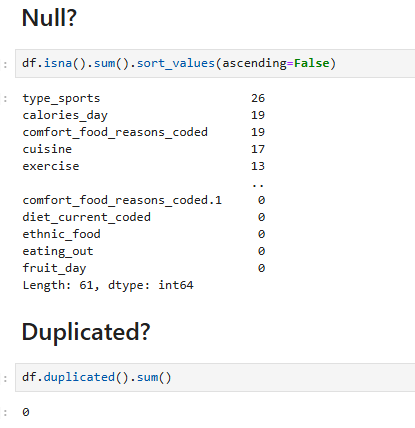 Null?
: df.isna().sum().sort_values(ascending=False)
: type_sports 26
calories_day 19
comfort_food_reasons_coded 19
cuisine 17
exercise 13
..
comfort_food_reasons_coded.1 0
diet_current_coded 0
ethnic_food 0
eating_out 0
fruit_day 0
Length: 61, dtype: int64
Duplicated?
: df.duplicated().sum()
: 0